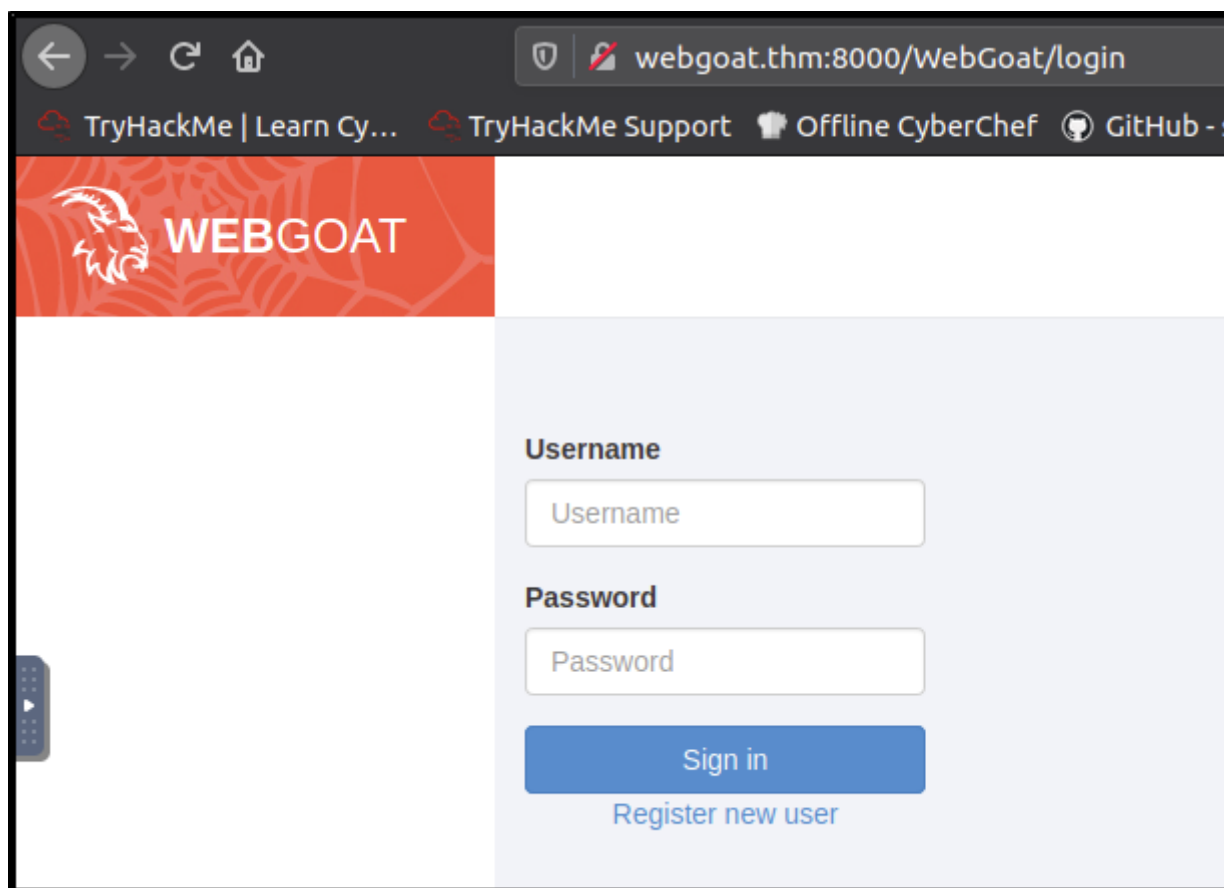 webgoat.thm:8000/WebGoat/login
TryHackMe | Learn Cy... TryHackMe Support Offline CyberChef GitHub -
WEBGOAT
Username
Username
Password
Password
Sign in
Register new user